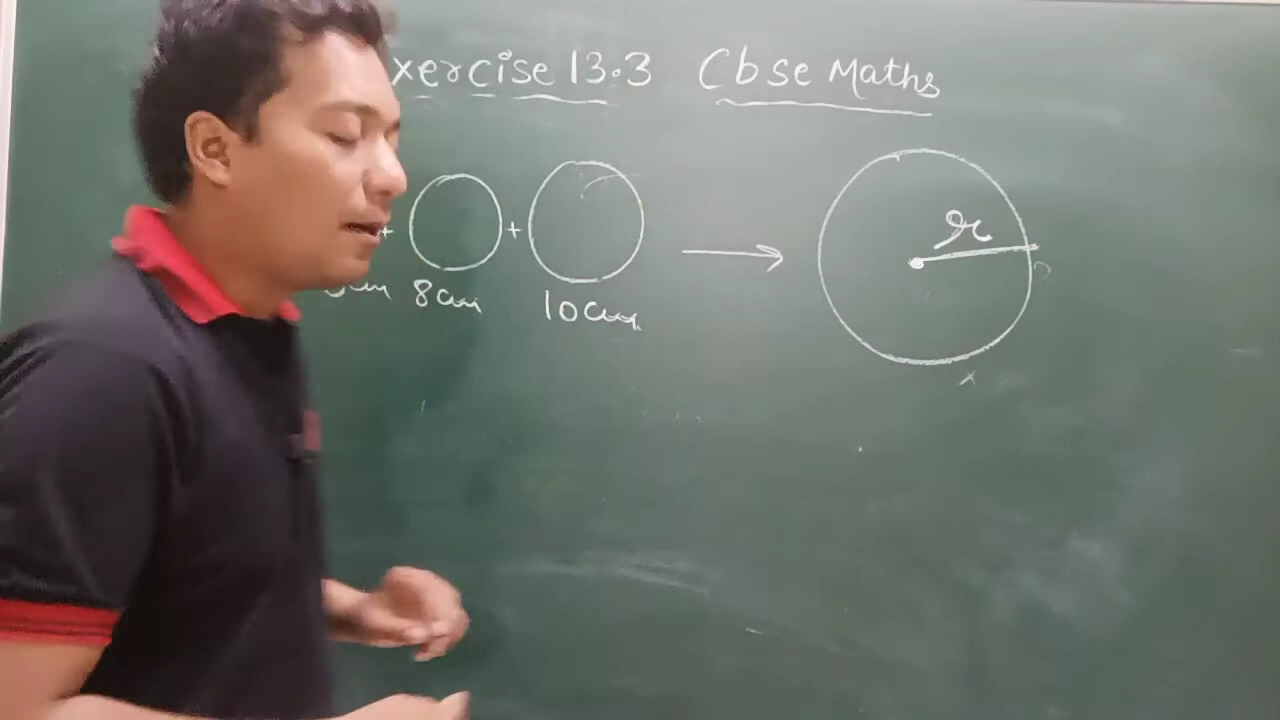 xercise 13.3 Cbse Maths
+ +
r
8cm 10cm